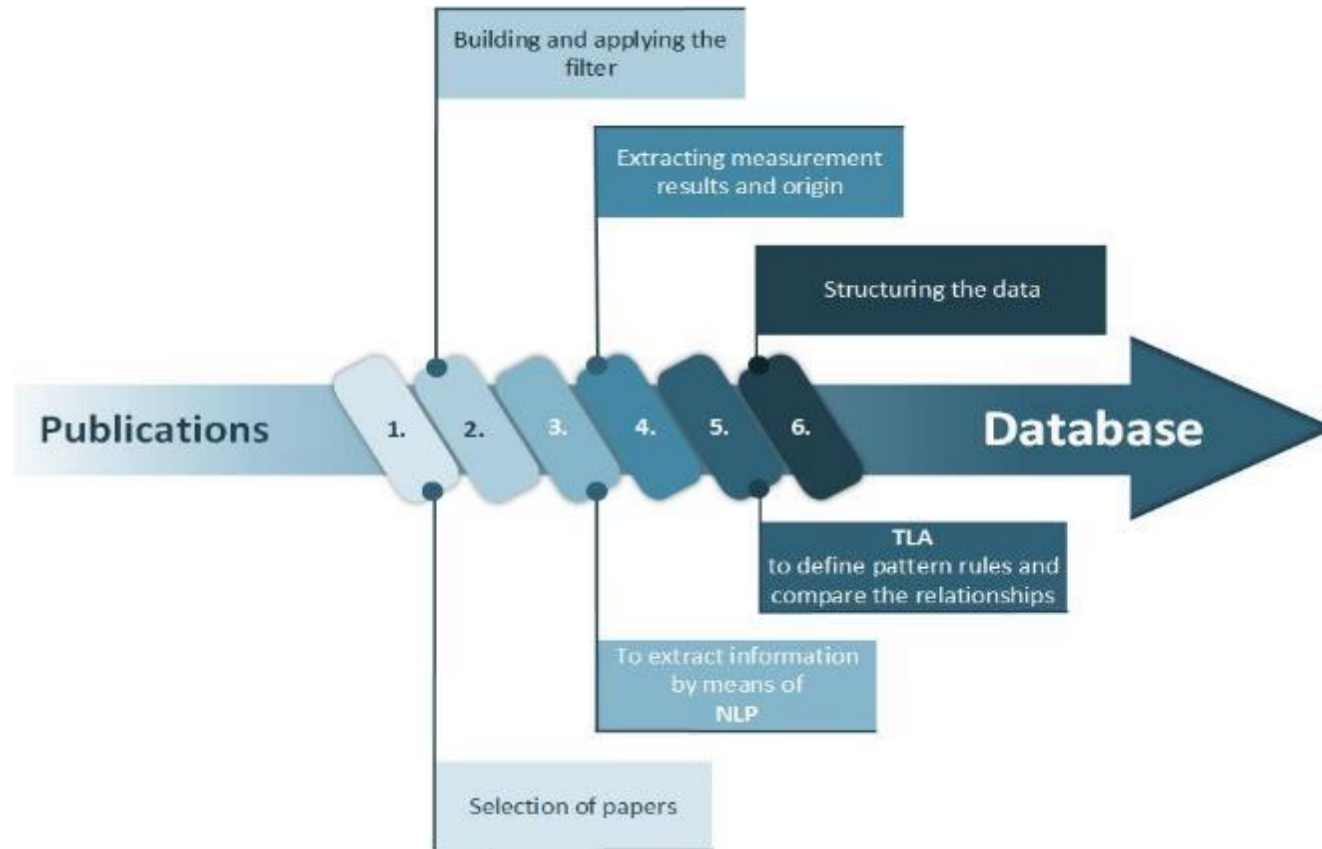 Building and applying the
filter
Extracting measurement
results and origin
Structuring the data
Publications
1.
2.
3.
4.
5.
6.
Database
TLA
to define pattern rules and
compare the relationships
To extract information
by means of
NLP
Selection of papers